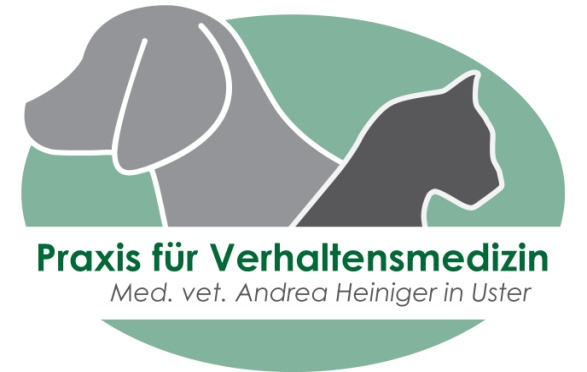 Praxis für Verhaltensmedizin
Med. vet. Andrea Heiniger in Uster